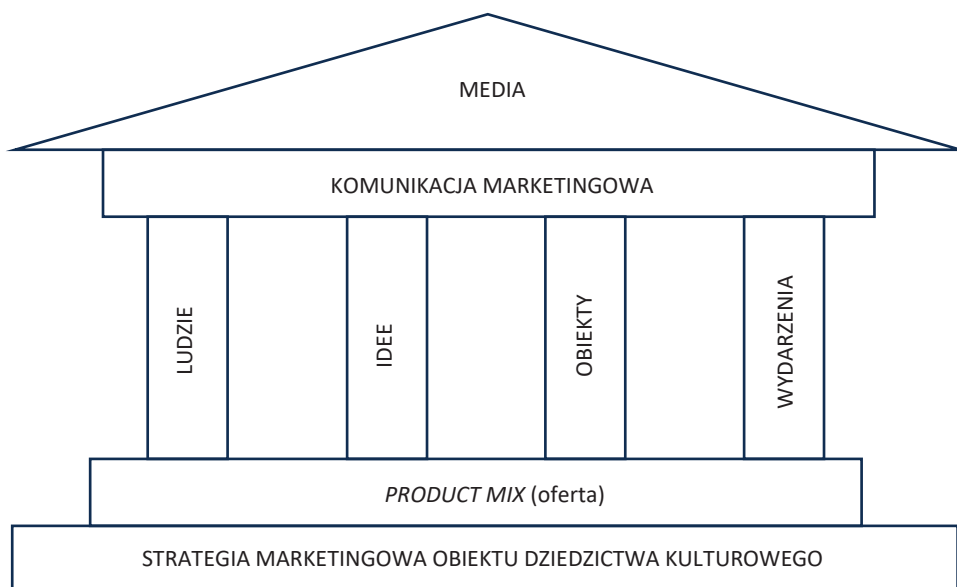 MEDIA
KOMUNIKACJA MARKETINGOWA
LUDZIE
IDEE
OBIEKTY
WYDARZENIA
PRODUCT MIX (oferta)
STRATEGIA MARKETINGOWA OBIEKTU DZIEDZICTWA KULTUROWEGO